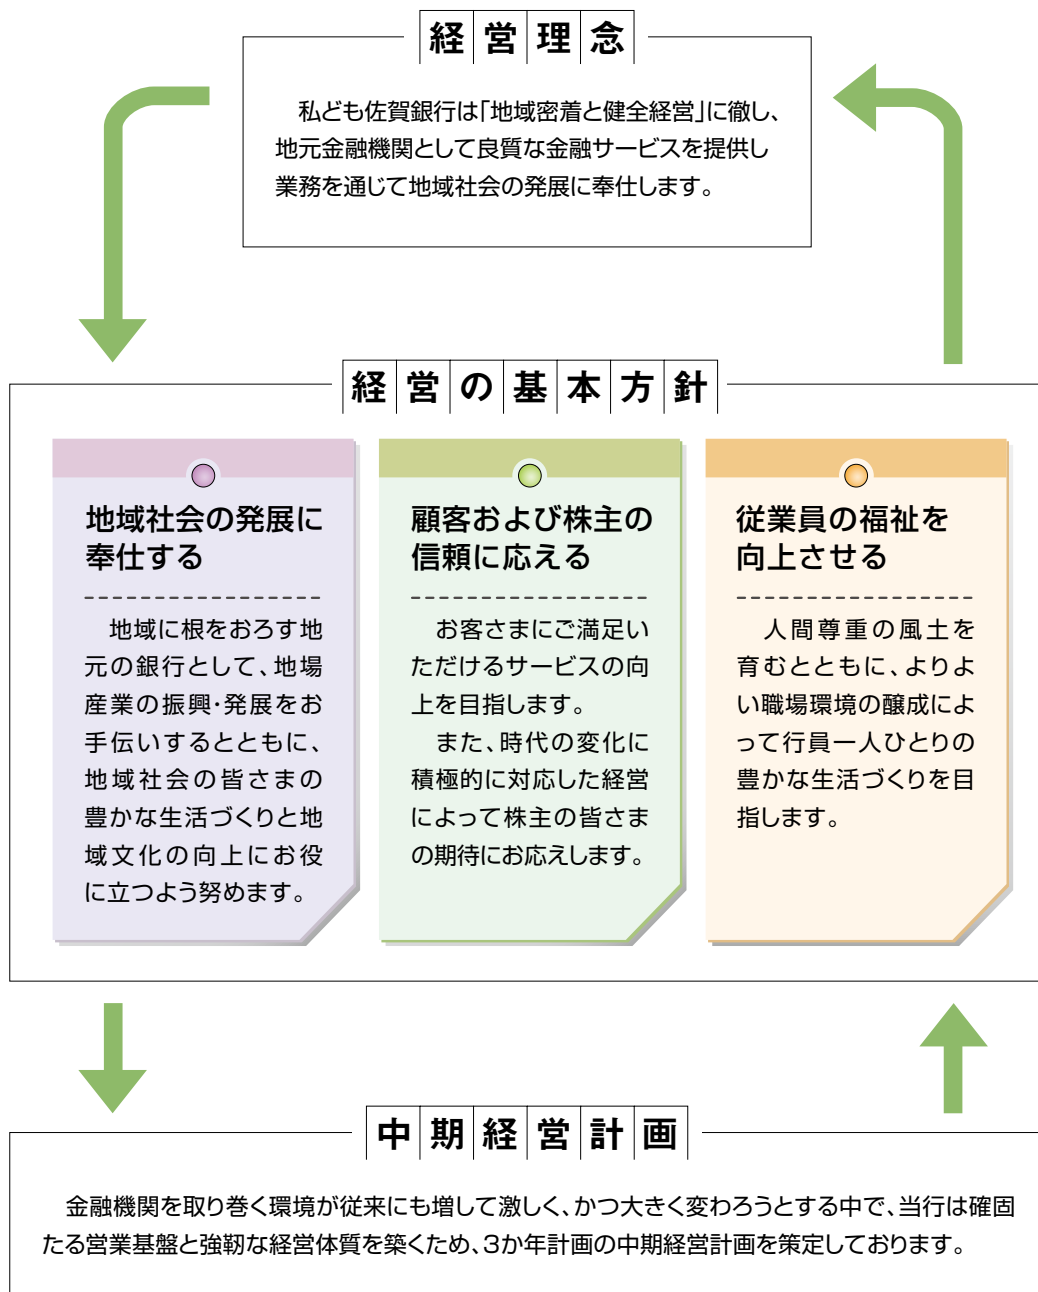 経営理念
私ども佐賀銀行は「地域密着と健全経営」に徹し、
地元金融機関として良質な金融サービスを提供し
業務を通じて地域社会の発展に奉仕します。
経営の基本方針
地域社会の発展に
奉仕する
地域に根をおろす地
元の銀行として、地場
産業の振興・発展をお
手伝いするとともに、
地域社会の皆さまの
豊かな生活づくりと地
域文化の向上にお役
に立つよう努めます。
顧客および株主の
信頼に応える
お客さまにご満足い
ただけるサービスの向
上を目指します。
また、時代の変化に
積極的に対応した経営
によって株主の皆さま
の期待にお応えします。
従業員の福祉を
向上させる
人間尊重の風土を
育むとともに、よりよ
い職場環境の醸成によ
って行員一人ひとりの
豊かな生活づくりを目
指します。
中期経営計画
金融機関を取り巻く環境が従来にも増して激しく、かつ大きく変わろうとする中で、当行は確固
たる営業基盤と強靭な経営体質を築くため、3か年計画の中期経営計画を策定しております。